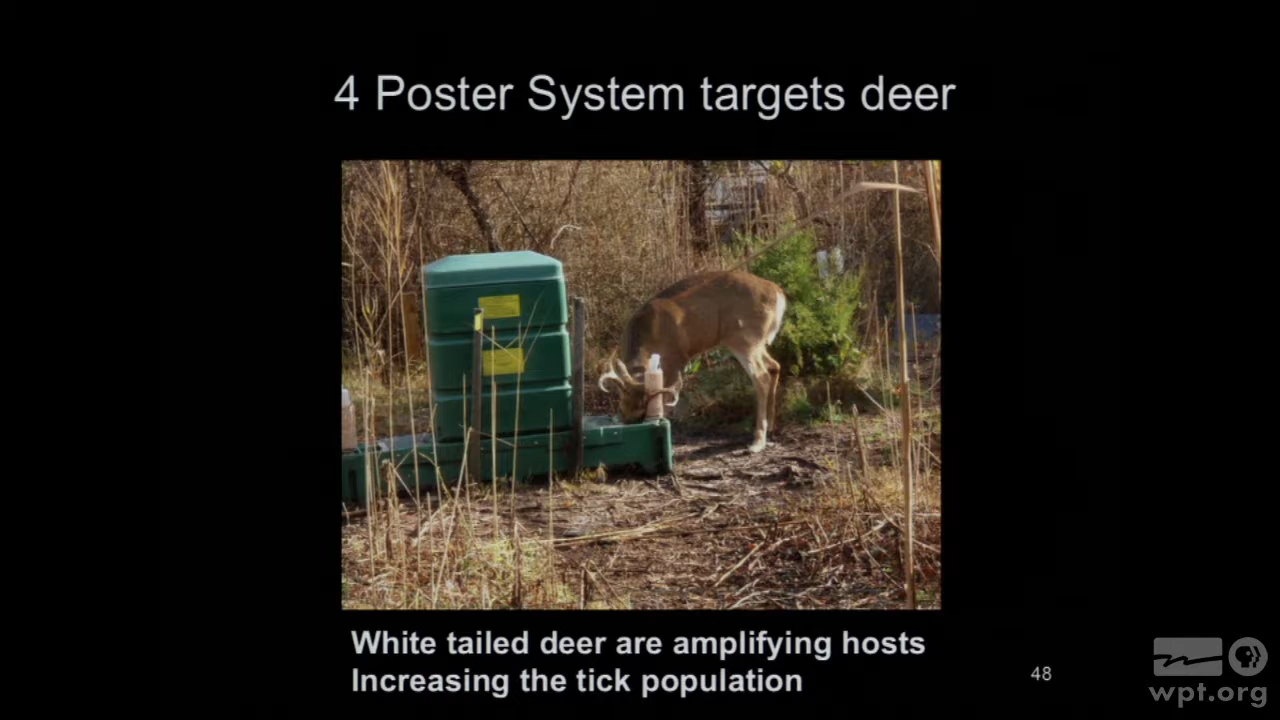 4 Poster System targets deer
White tailed deer are amplifying hosts
Increasing the tick population
48
wpt.org